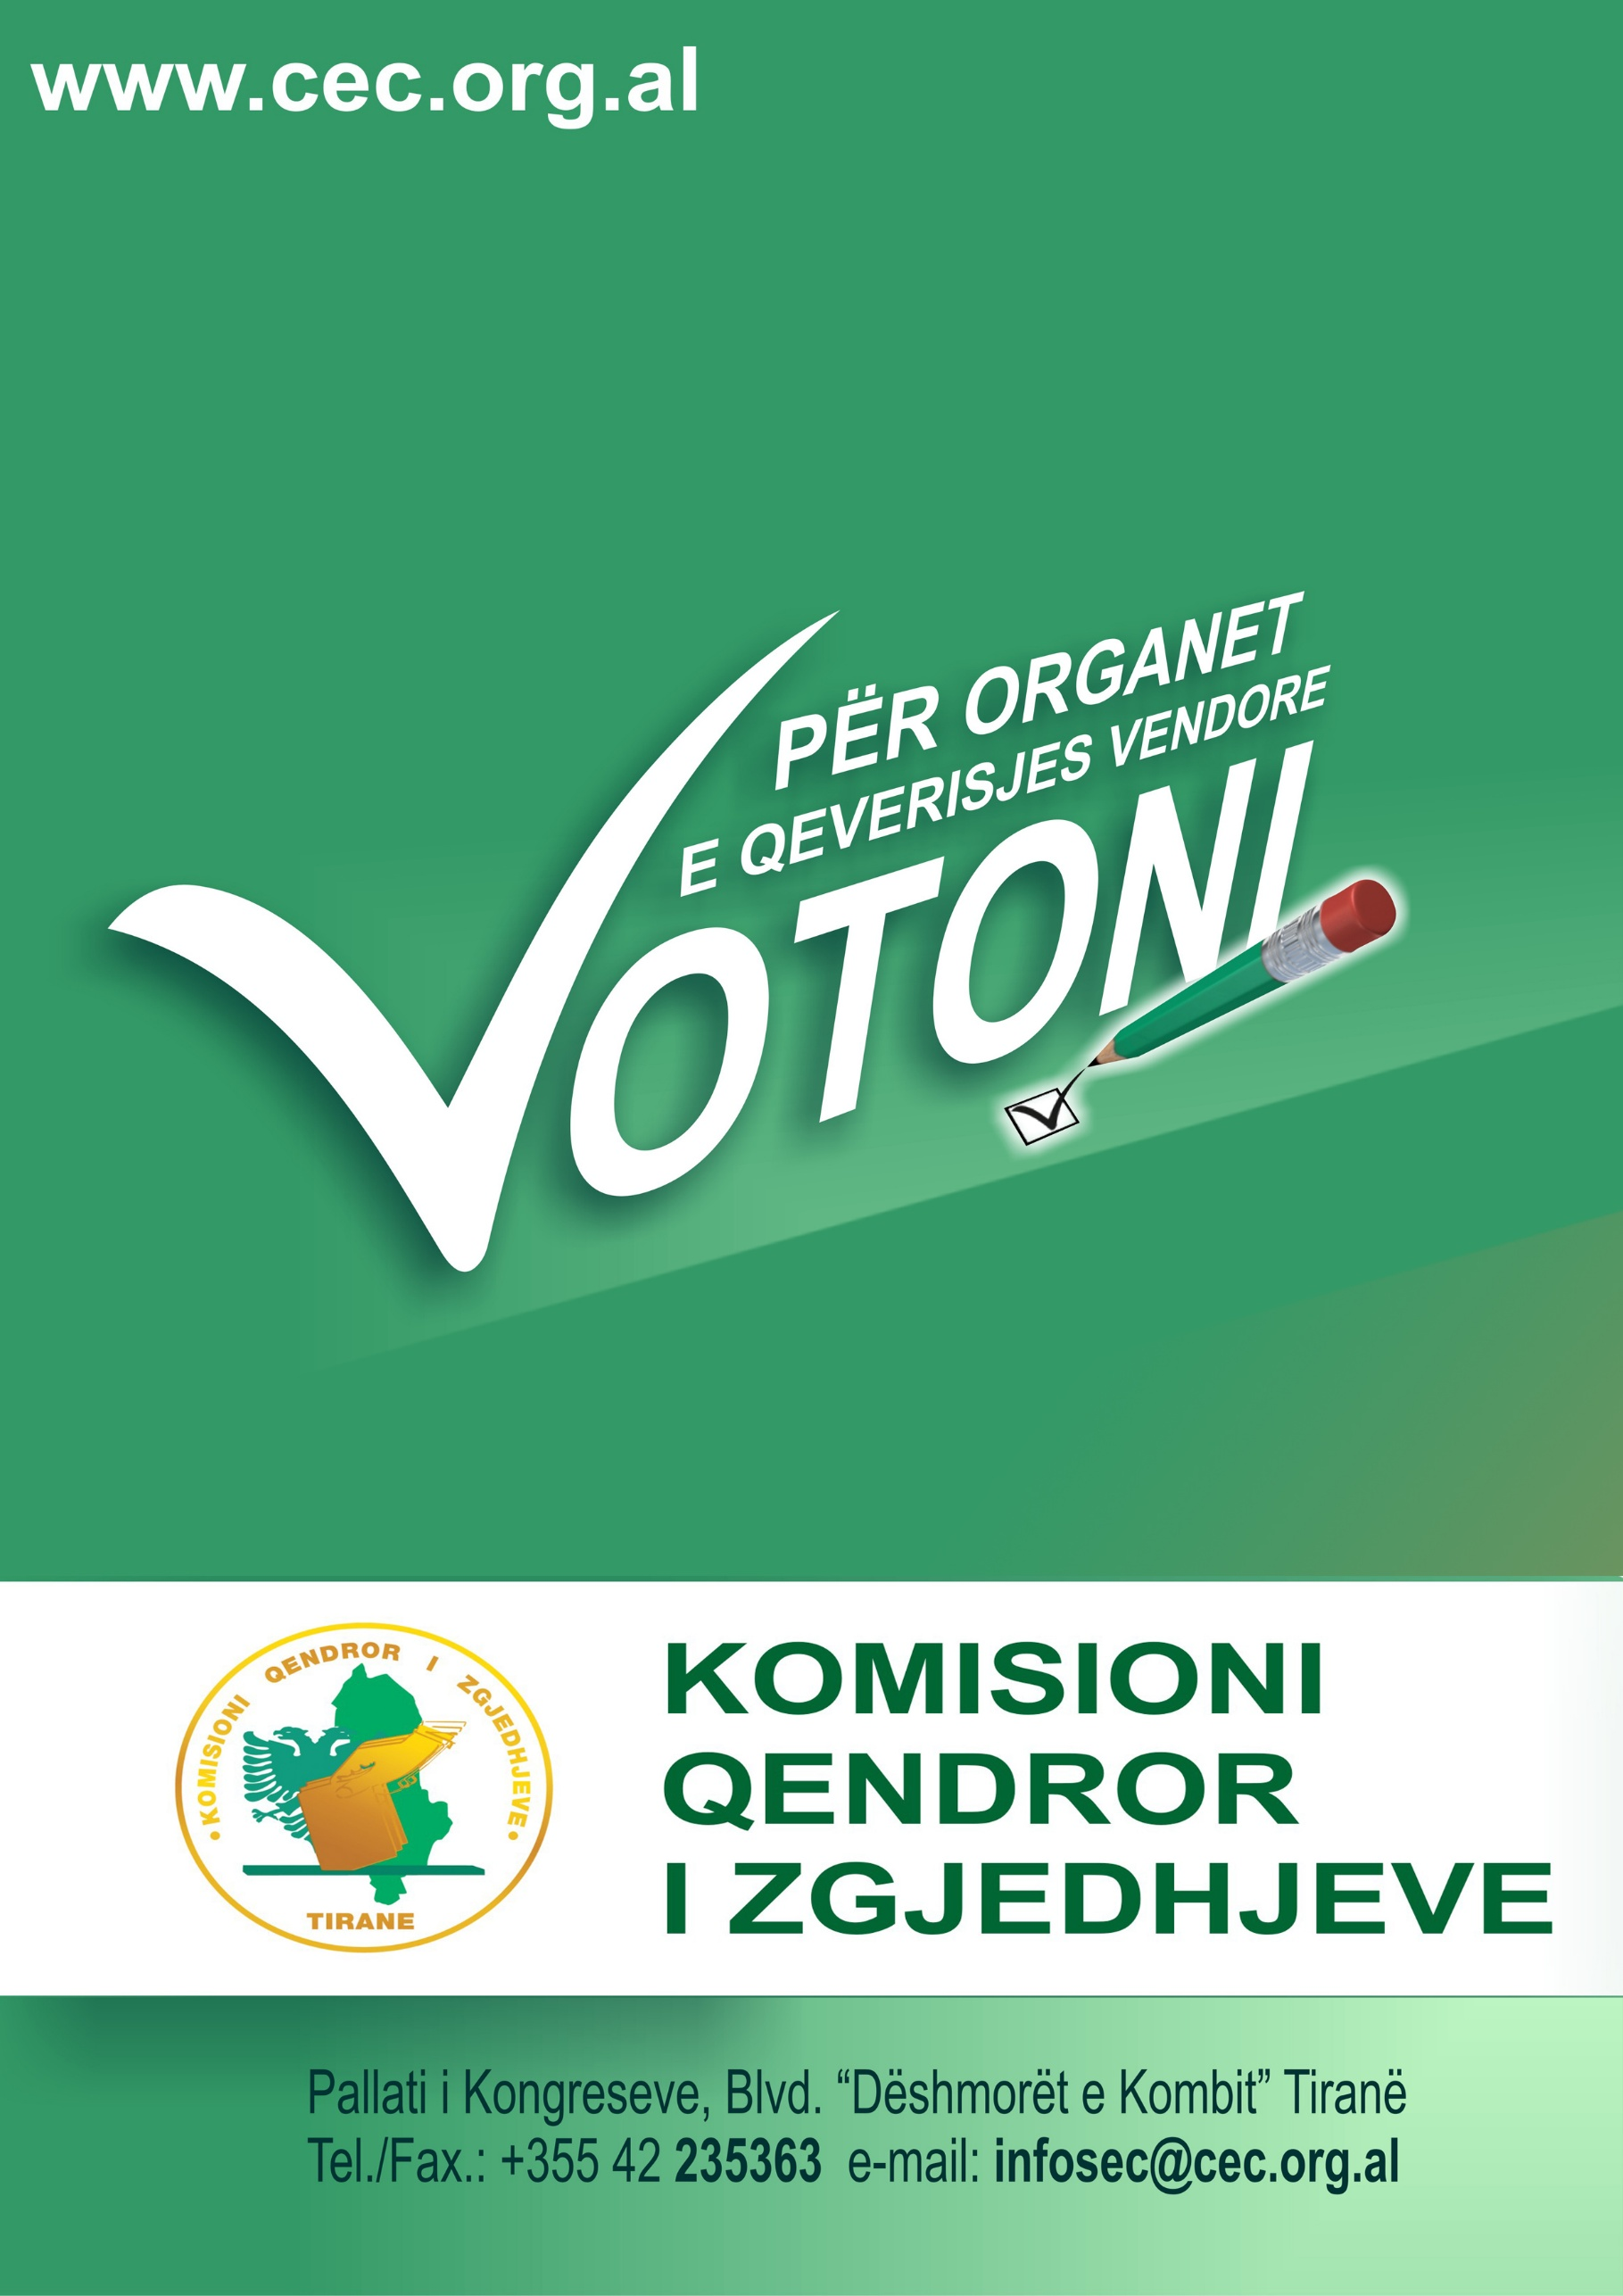 www.cec.org.al
PËR ORGANET
E QEVERISJES VENDORE
VOTONI
KOMISIONI QENDROR I ZGJEDHJEVE
TIRANE
KOMISIONI
QENDROR
I ZGJEDHJEVE
Pallati i Kongreseve, Blvd. “Dëshmorët e Kombit” Tiranë
Tel./Fax.: +355 42 235363 e-mail: infosec@cec.org.al